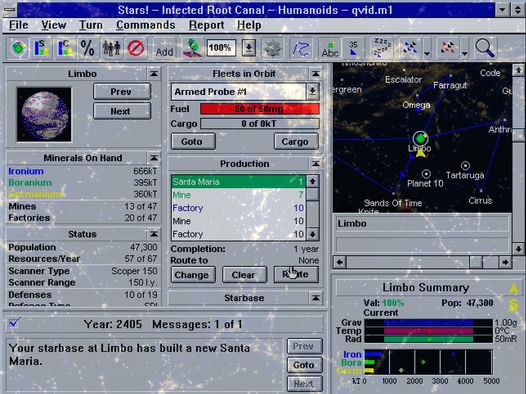 Stars! – Infected Root Canal – Humanoids – qvid.m1
File View Turn Commands Report Help
Add 100% Abc 35
Limbo
Prev
Next
Minerals On Hand
Ironium 666kT
Boranium 395kT
Germanium 360kT
Mines 13 of 47
Factories 20 of 47
Status
Population 47,300
Resources/Year 57 of 67
Scanner Type Scoper 150
Scanner Range 150 l.y.
Defenses 10 of 19
Fleets in Orbit
Armed Probe #1
Fuel 50 of 50mg
Cargo 0 of 0kT
Goto Cargo
Production
Santa Maria 1
Mine 7
Factory 10
Mine 10
Factory 10
Completion: 1 year
Route to None
Change Clear Route
Starbase
Escalator
Code
Farragut
Omega
Limbo
Planet 10
Tartaruga
Sands Of Time
Cirrus
Limbo
Year: 2405 Messages: 1 of 1
Your starbase at Limbo has built a new Santa
Maria.
Prev
Goto
Next
Limbo Summary
Val: 100% Pop: 47,300
Current
Grav 1.00g
Temp 0°C
Rad 50mR
Iron
Bora
Germ
kT 0 1000 2000 3000 4000 5000